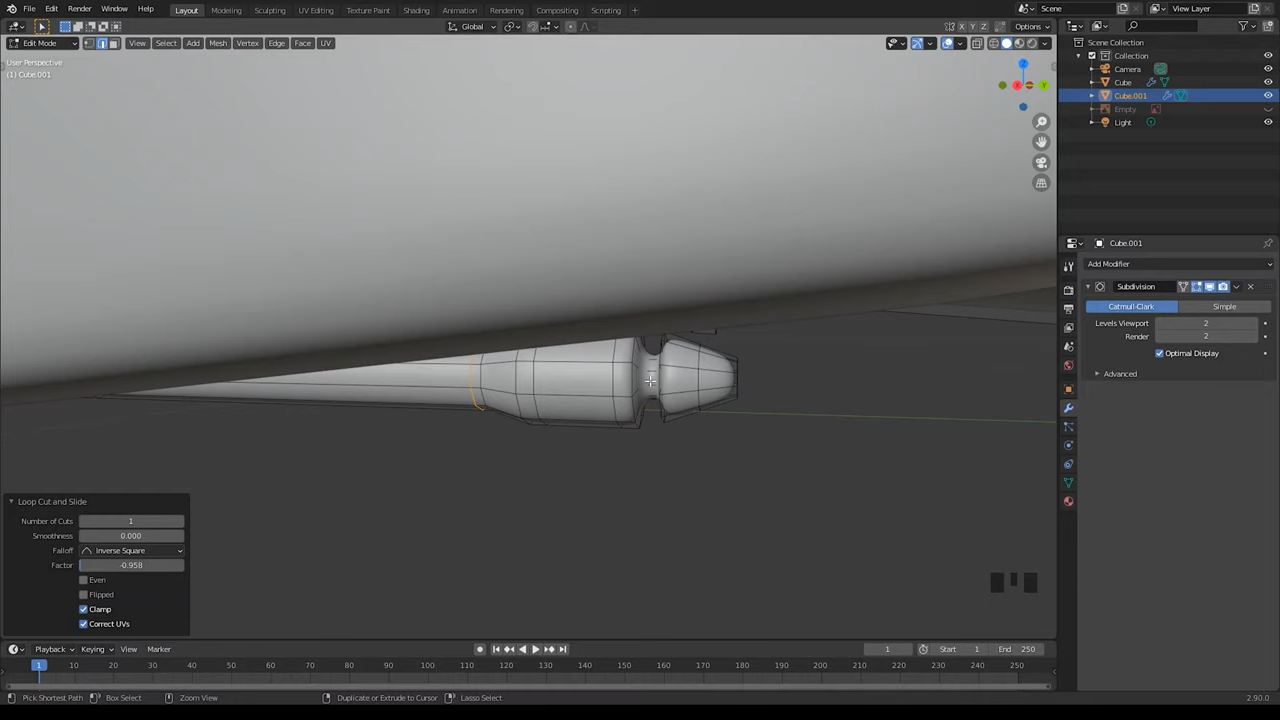 File Edit Render Window Help Layout Modeling Sculpting UV Editing Texture Paint Shading Animation Rendering Compositing Scripting + Scene View Layer
Global X Y Z Options
Edit Mode View Select Add Mesh Vertex Edge Face UV
User Perspective
(1) Cube.001
Scene Collection
Collection
Camera
Cube
Cube.001
Empty
Light
Cube.001
Add Modifier
Subdivision
Catmull-Clark Simple
Levels Viewport 2
Render 2
Optimal Display
Advanced
Loop Cut and Slide
Number of Cuts 1
Smoothness 0.000
Falloff Inverse Square
Factor -0.958
Even
Flipped
Clamp
Correct UVs
Playback Keying View Marker 1 Start 1 End 250
1 10 20 30 40 50 60 70 80 90 100 110 120 130 140 150 160 170 180 190 200 210 220 230 240 250
Pick Shortest Path Box Select Zoom View Duplicate or Extrude to Cursor Lasso Select 2.90.0